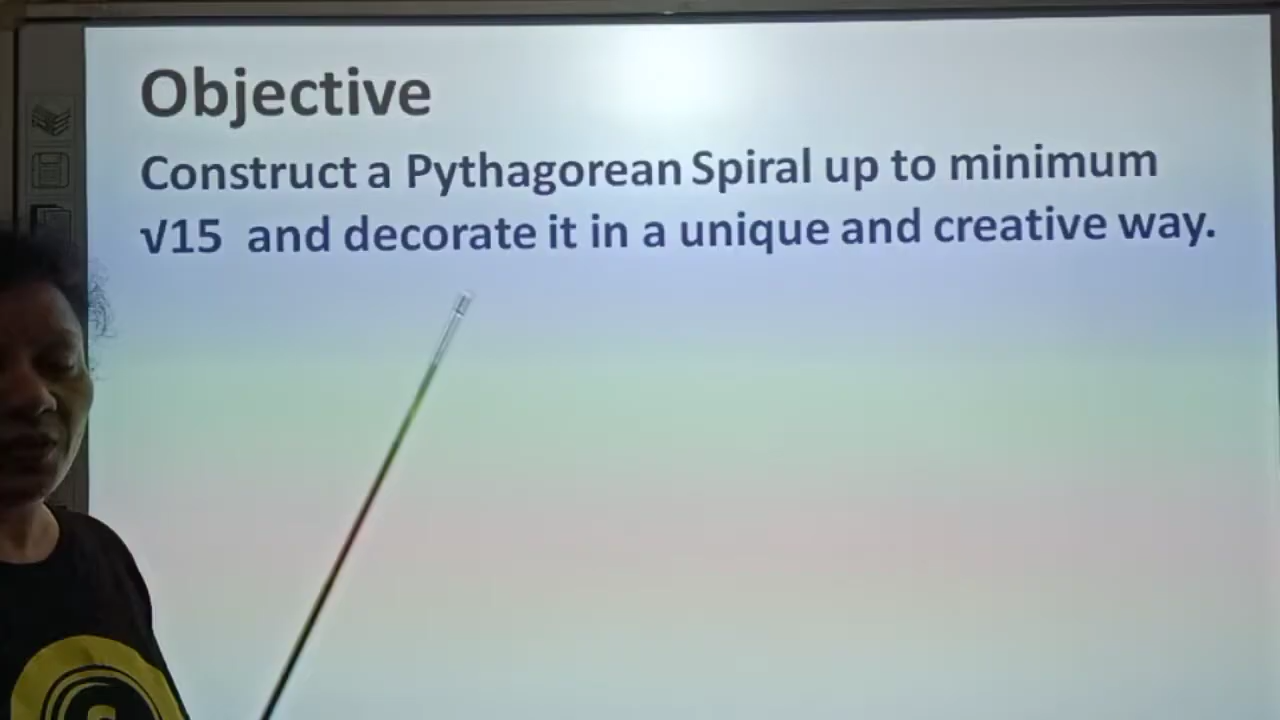 Objective
Construct a Pythagorean Spiral up to minimum
√15 and decorate it in a unique and creative way.